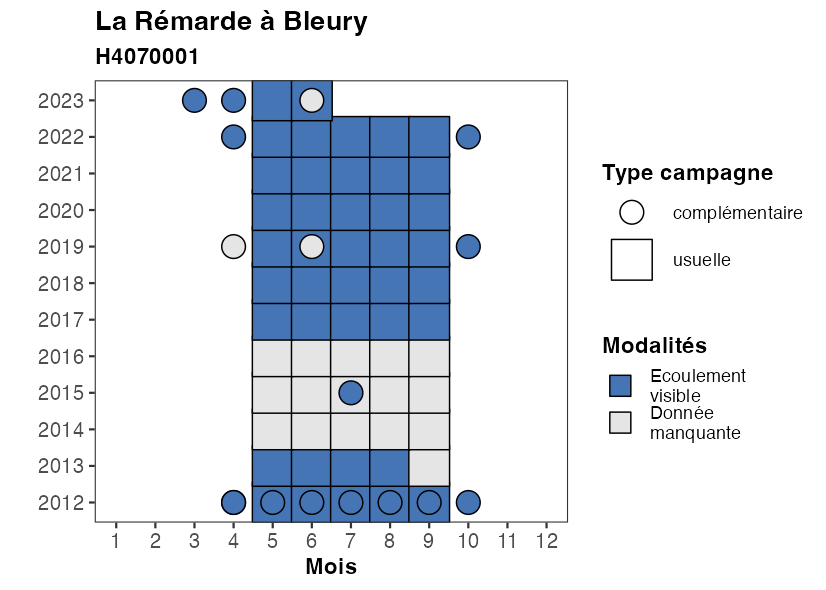 La Rémarde à Bleury
H4070001
2023
2022
2021
2020
2019
2018
2017
2016
2015
2014
2013
2012
1 2 3 4 5 6 7 8 9 10 11 12
Mois
Type campagne
complémentaire
usuelle
Modalités
Ecoulement
visible
Donnée
manquante